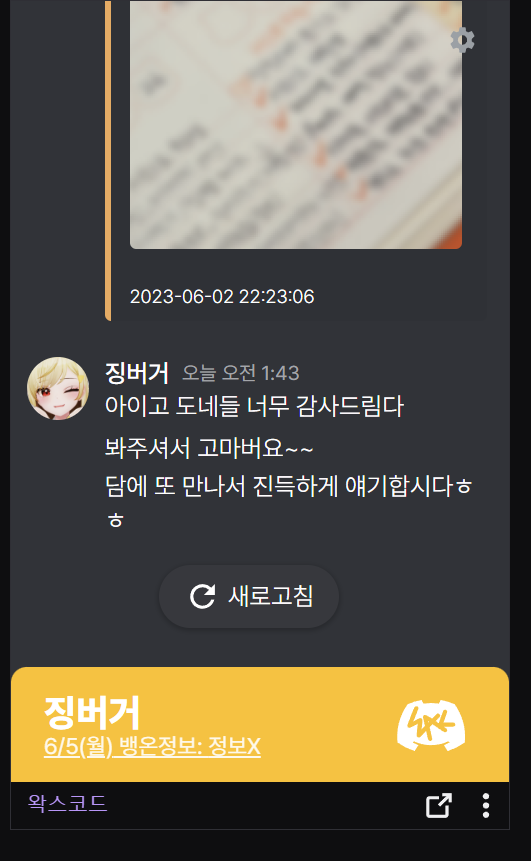 2023-06-02 22:23:06
징버거 오늘 오전 1:43
아이고 도네들 너무 감사드림다
봐주셔서 고마버요~~
담에 또 만나서 진득하게 얘기합시다ㅎ
ㅎ
새로고침
징버거
6/5(월) 뱅온정보: 정보X
왁스코드